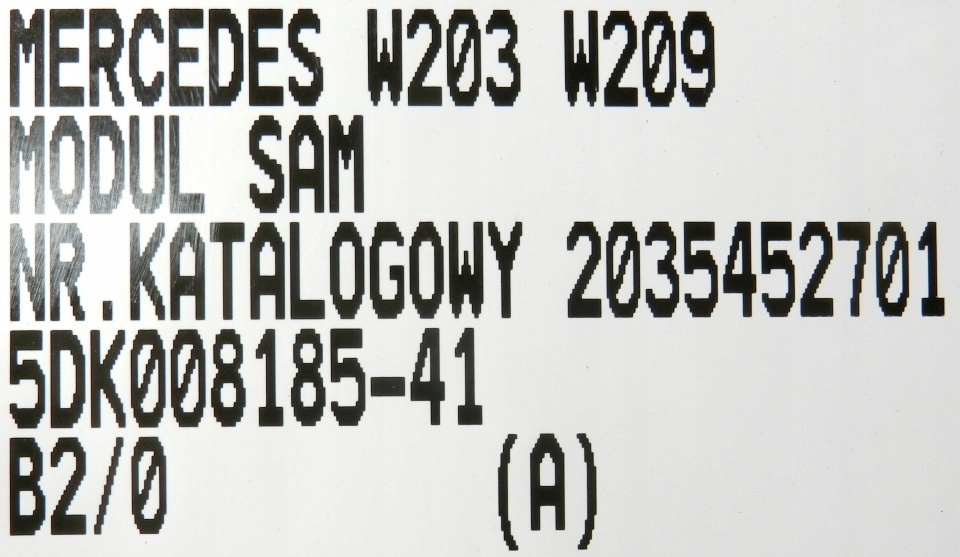 MERCEDES W203 W209
MODUL SAM
NR.KATALOGOWY 2035452701
5DK008185-41
B2/0 (A)